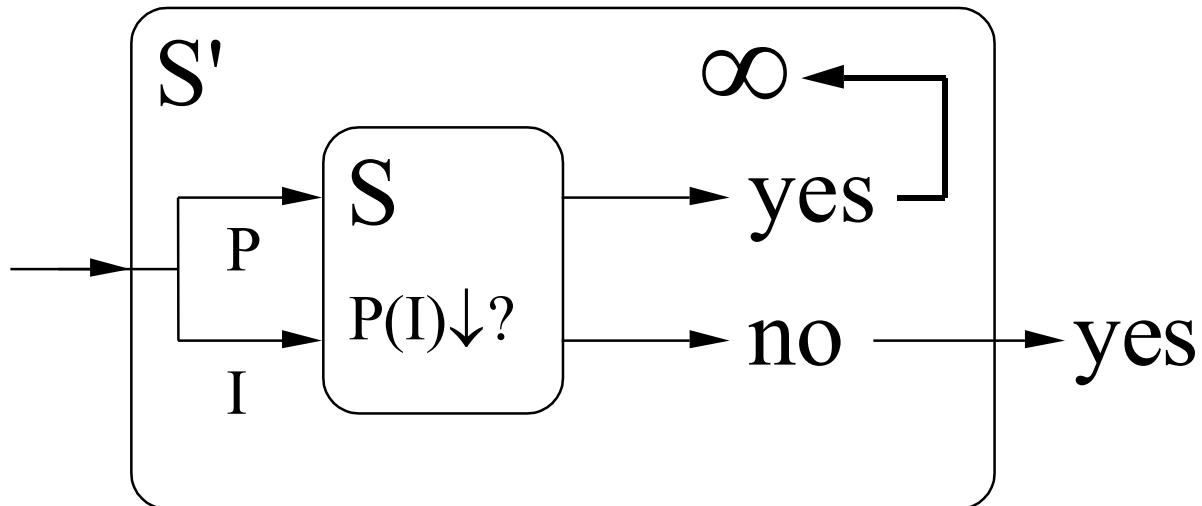 S'
∞
S
yes
P
P(I)↓?
no
yes
I